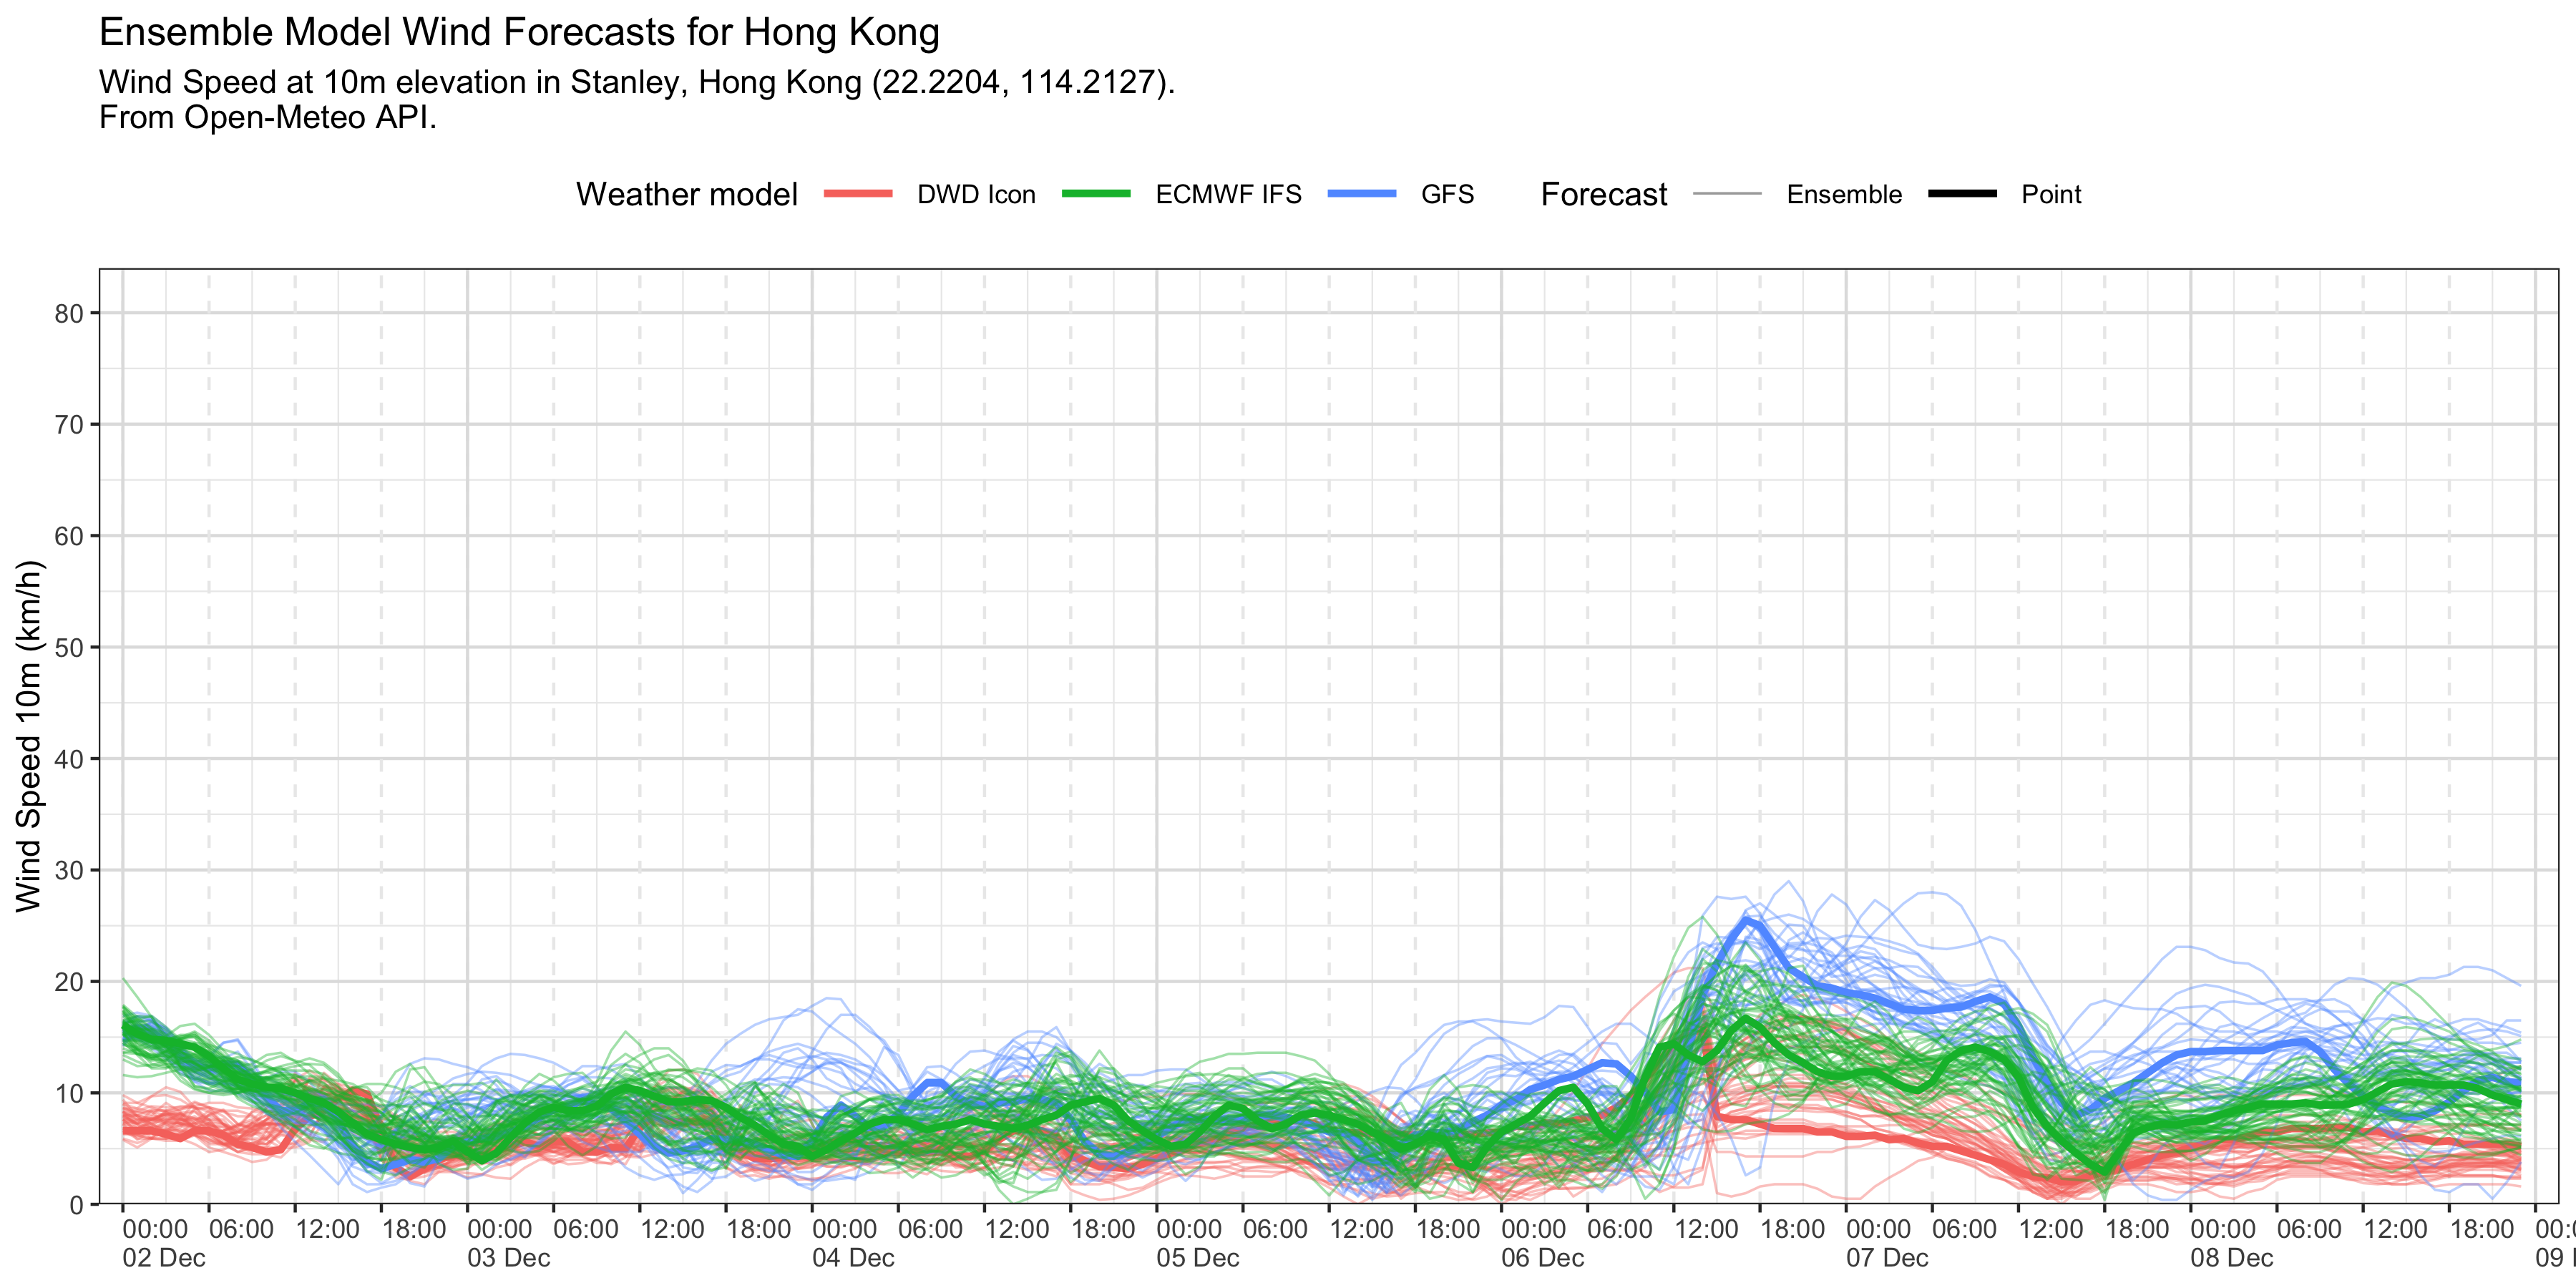 Ensemble Model Wind Forecasts for Hong Kong
Wind Speed at 10m elevation in Stanley, Hong Kong (22.2204, 114.2127).
From Open-Meteo API.
Weather model DWD Icon ECMWF IFS GFS Forecast Ensemble Point
80
70
60
50
40
30
20
10
0
Wind Speed 10m (km/h)
00:00 06:00 12:00 18:00 00:00 06:00 12:00 18:00 00:00 06:00 12:00 18:00 00:00 06:00 12:00 18:00 00:00 06:00 12:00 18:00 00:00 06:00 12:00 18:00 00:00 06:00 12:00 18:00
02 Dec 03 Dec 04 Dec 05 Dec 06 Dec 07 Dec 08 Dec 09